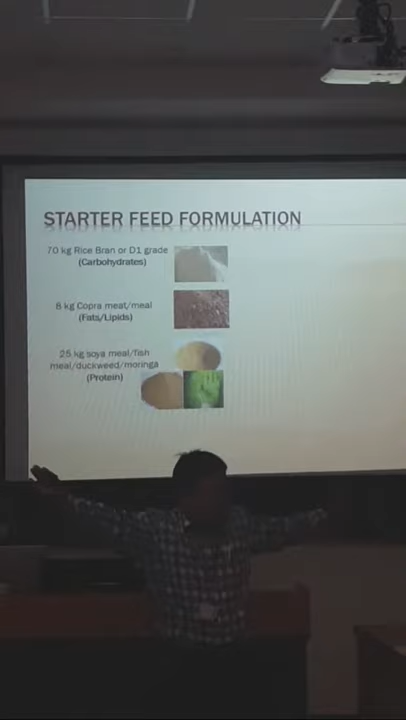 STARTER FEED FORMULATION
70 kg Rice Bran or D1 grade
(Carbohydrates)
8 kg Copra meat/meal
(Fats/Lipids)
25 kg soya meal/fish
meal/duckweed/moringa
(Protein)